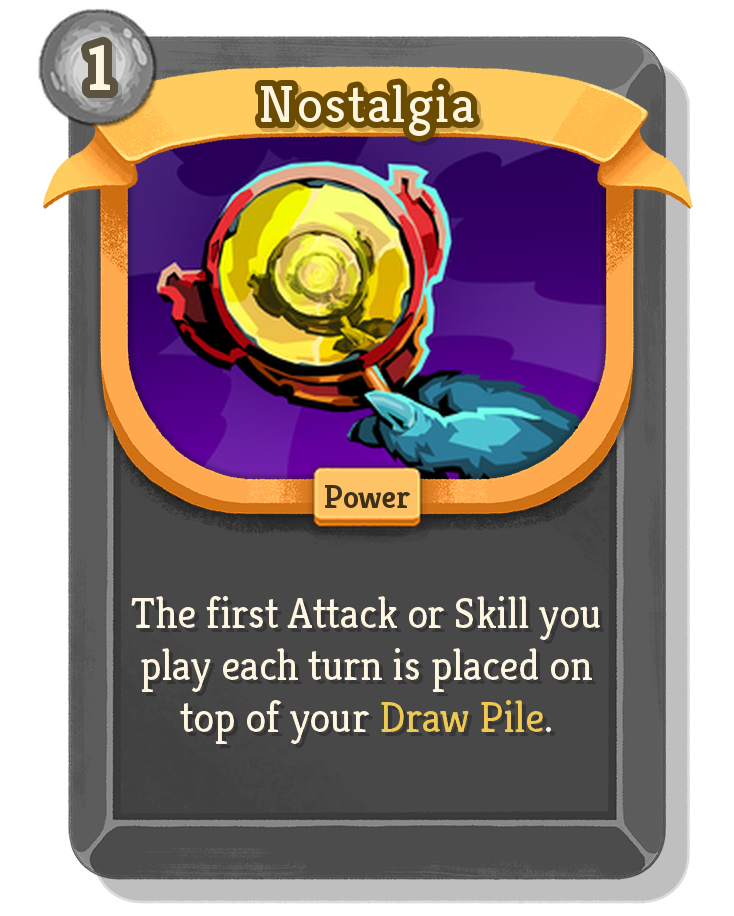 1
Nostalgia
Power
The first Attack or Skill you
play each turn is placed on
top of your Draw Pile.